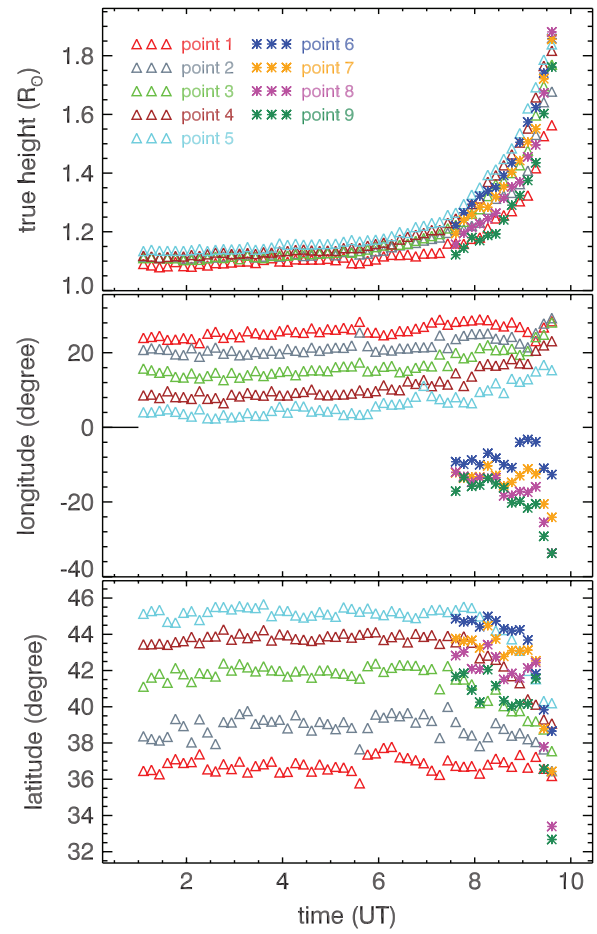 point 1 point 6
point 2 point 7
point 3 point 8
point 4 point 9
point 5
true height (R⊙)
1.8
1.6
1.4
1.2
1.0
longitude (degree)
20
0
-20
-40
latitude (degree)
46
44
42
40
38
36
34
32
2 4 6 8 10
time (UT)